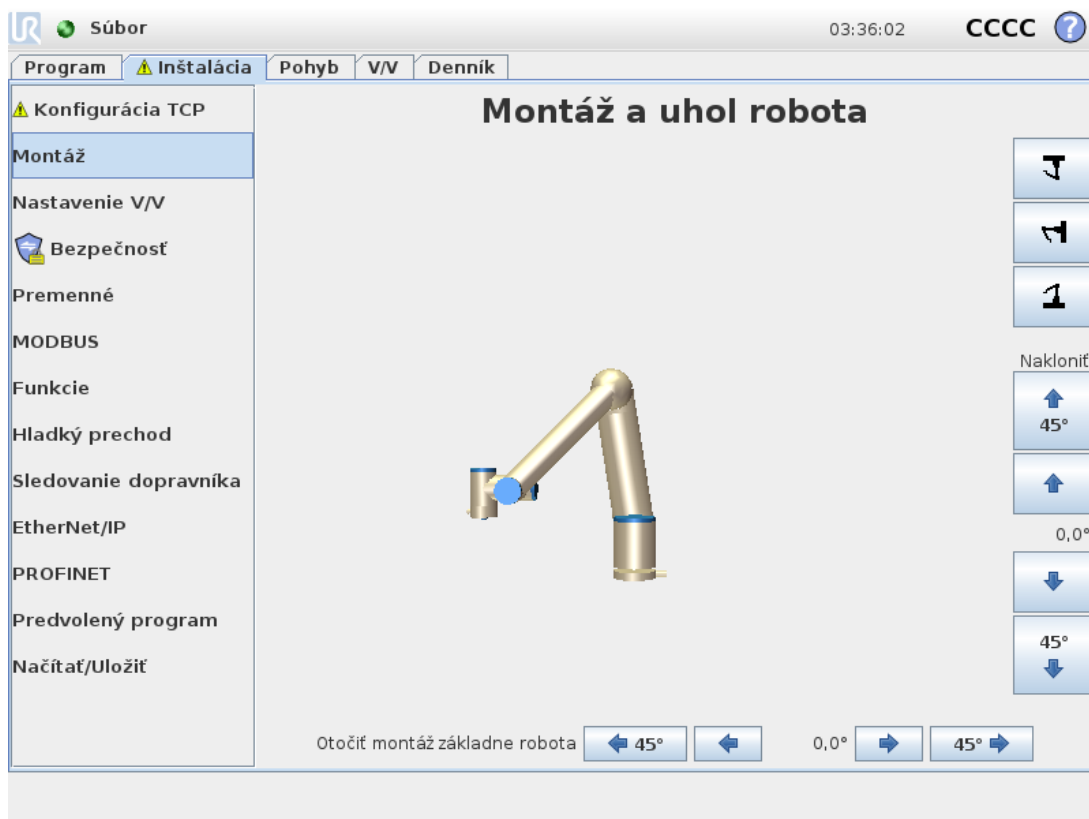 UR Súbor 03:36:02 CCCC ?
Program Inštalácia Pohyb V/V Denník
Konfigurácia TCP
Montáž
Nastavenie V/V
Bezpečnosť
Premenné
MODBUS
Funkcie
Hladký prechod
Sledovanie dopravníka
EtherNet/IP
PROFINET
Predvolený program
Načítať/Uložiť
Montáž a uhol robota
Nakloniť
45°
0,0°
45°
Otočiť montáž základne robota 45° 0,0° 45°